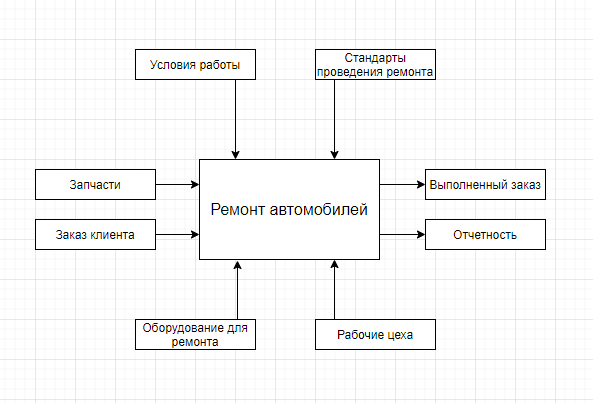 Условия работы
Стандарты
проведения ремонта
Запчасти
Ремонт автомобилей
Выполненный заказ
Заказ клиента
Отчетность
Оборудование для
ремонта
Рабочие цеха